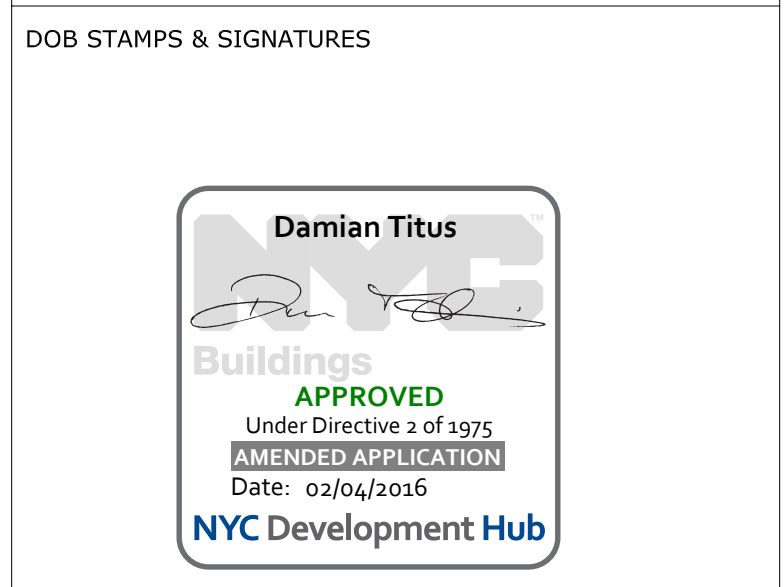 DOB STAMPS & SIGNATURES
NYC™
Damian Titus
Buildings
APPROVED
Under Directive 2 of 1975
AMENDED APPLICATION
Date: 02/04/2016
NYC Development Hub